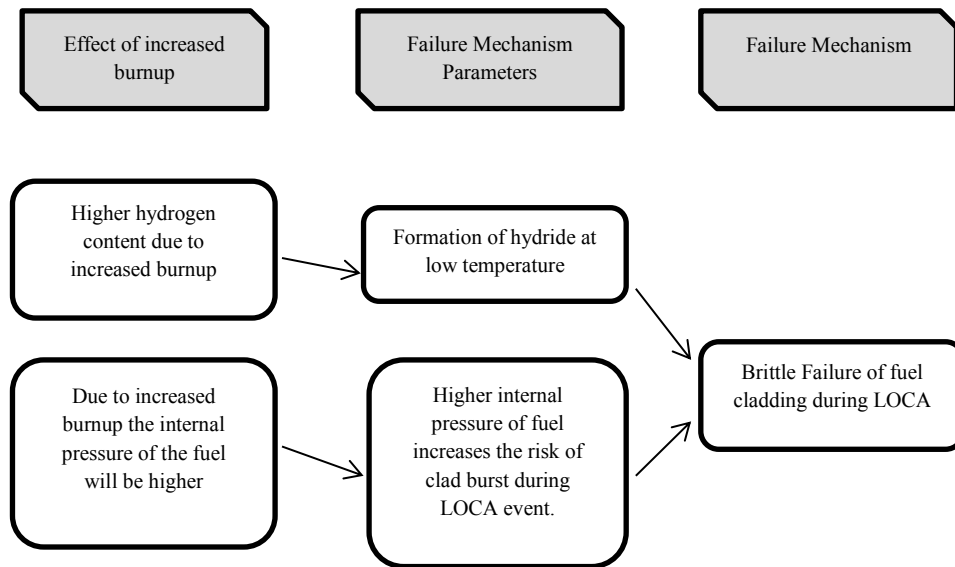 Effect of increased
burnup
Failure Mechanism
Parameters
Failure Mechanism
Higher hydrogen
content due to
increased burnup
Formation of hydride at
low temperature
Due to increased
burnup the internal
pressure of the fuel
will be higher
Higher internal
pressure of fuel
increases the risk of
clad burst during
LOCA event.
Brittle Failure of fuel
cladding during LOCA